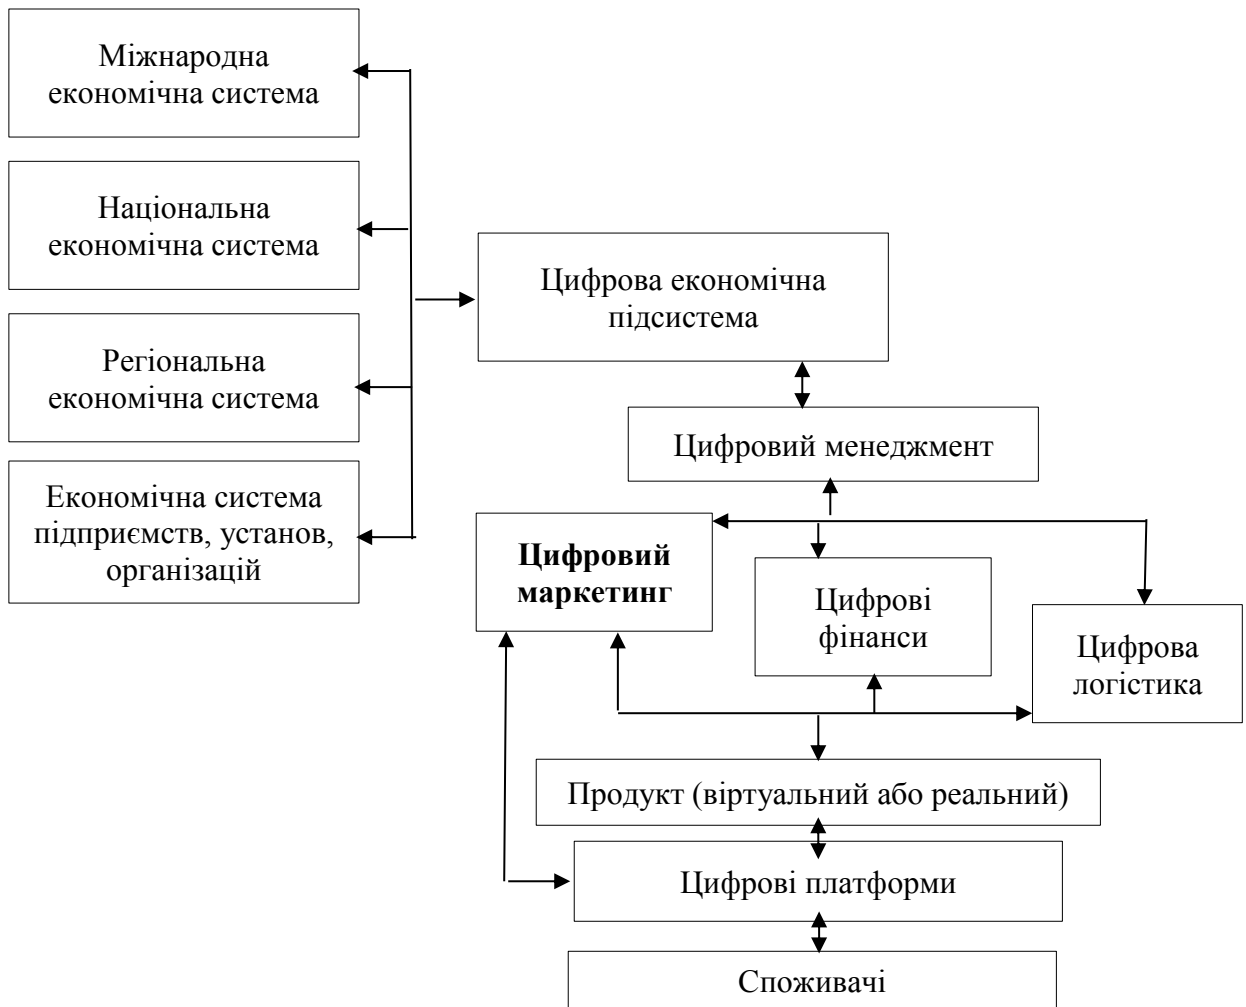 Міжнародна
економічна система
Національна
економічна система
Регіональна
економічна система
Економічна система
підприємств, установ,
організацій
Цифрова економічна
підсистема
Цифровий менеджмент
Цифровий
маркетинг
Цифрові
фінанси
Цифрова
логістика
Продукт (віртуальний або реальний)
Цифрові платформи
Споживачі